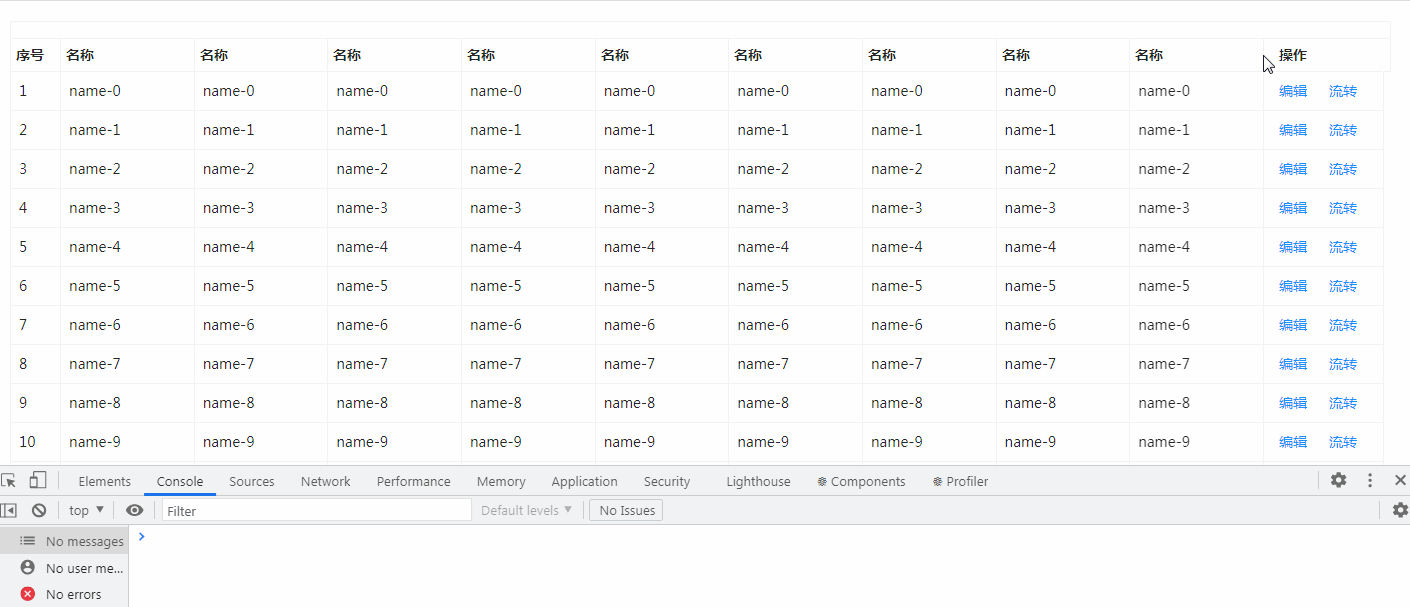 序号 名称 名称 名称 名称 名称 名称 名称 名称 名称 操作
1 name-0 name-0 name-0 name-0 name-0 name-0 name-0 name-0 name-0 编辑 流转
2 name-1 name-1 name-1 name-1 name-1 name-1 name-1 name-1 name-1 编辑 流转
3 name-2 name-2 name-2 name-2 name-2 name-2 name-2 name-2 name-2 编辑 流转
4 name-3 name-3 name-3 name-3 name-3 name-3 name-3 name-3 name-3 编辑 流转
5 name-4 name-4 name-4 name-4 name-4 name-4 name-4 name-4 name-4 编辑 流转
6 name-5 name-5 name-5 name-5 name-5 name-5 name-5 name-5 name-5 编辑 流转
7 name-6 name-6 name-6 name-6 name-6 name-6 name-6 name-6 name-6 编辑 流转
8 name-7 name-7 name-7 name-7 name-7 name-7 name-7 name-7 name-7 编辑 流转
9 name-8 name-8 name-8 name-8 name-8 name-8 name-8 name-8 name-8 编辑 流转
10 name-9 name-9 name-9 name-9 name-9 name-9 name-9 name-9 name-9 编辑 流转
Elements Console Sources Network Performance Memory Application Security Lighthouse Components Profiler
top Filter Default levels No Issues
No messages
No user me...
No errors